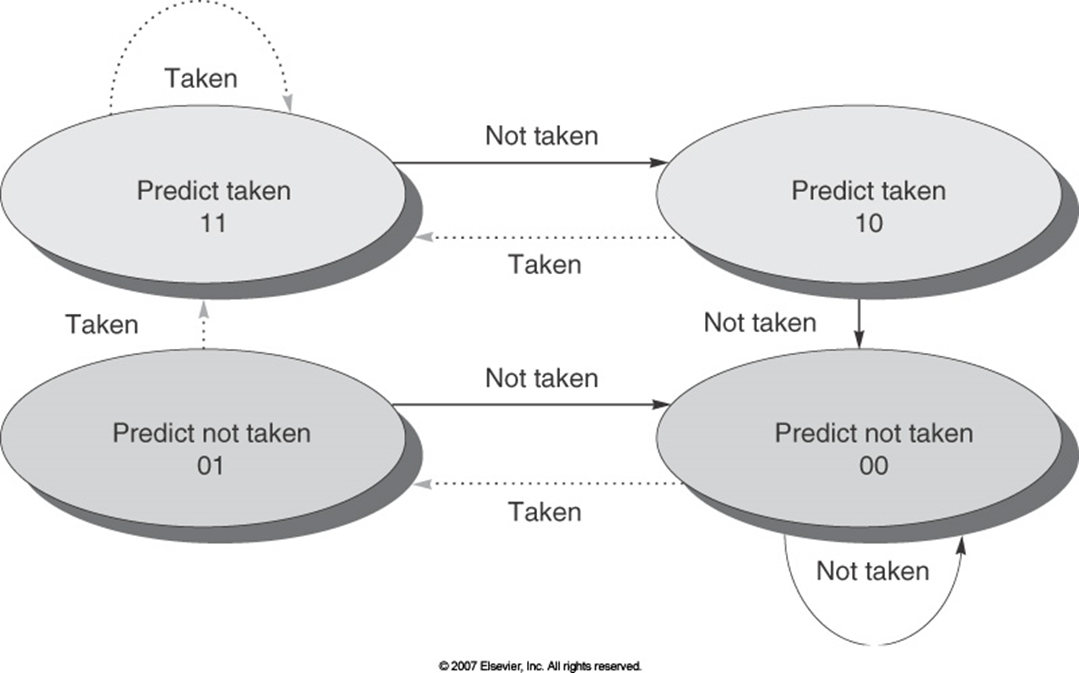 Taken
Not taken
Predict taken
11
Predict taken
10
Taken
Taken
Not taken
Not taken
Predict not taken
01
Predict not taken
00
Taken
Not taken
© 2007 Elsevier, Inc. All rights reserved.